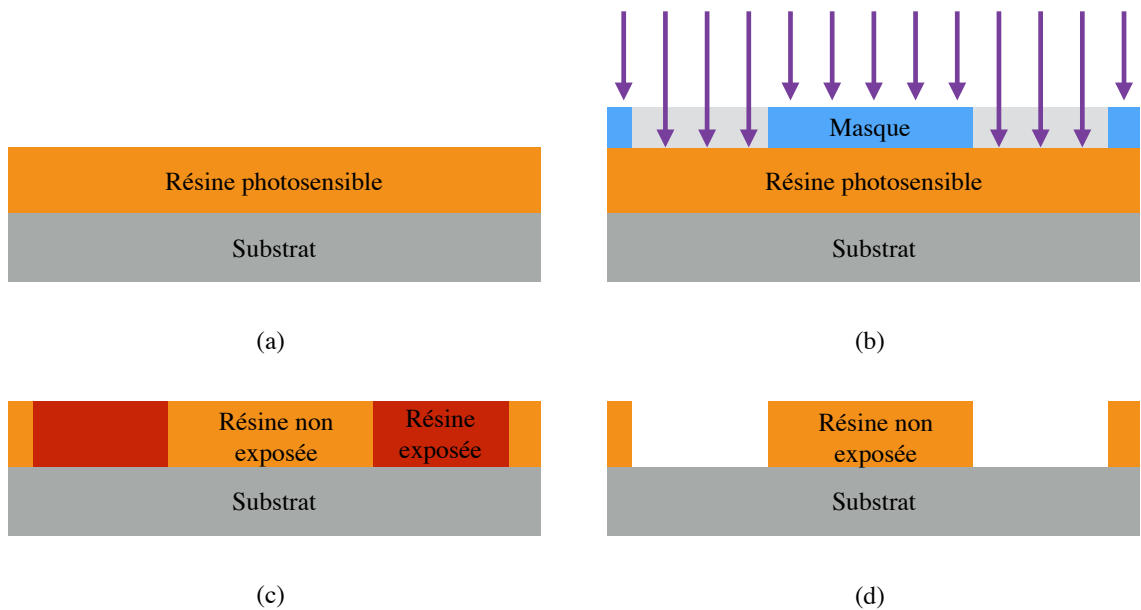 Résine photosensible
Substrat
(a)
Masque
Résine photosensible
Substrat
(b)
Résine non
exposée
Résine
exposée
Substrat
(c)
Résine non
exposée
Substrat
(d)